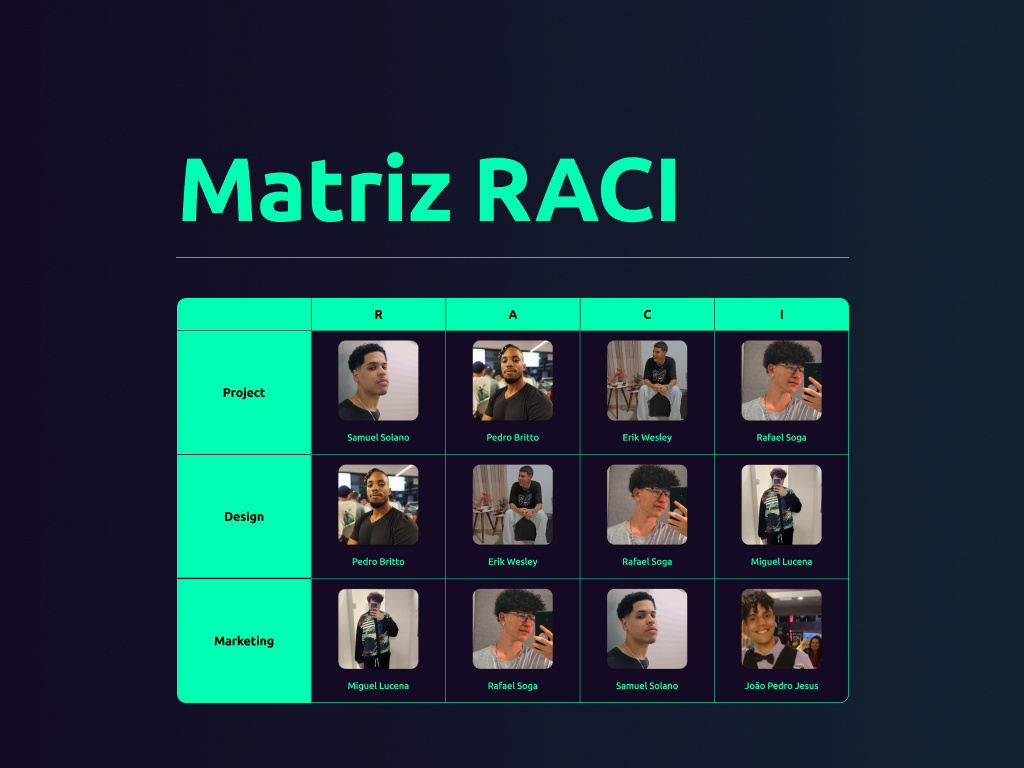 Matriz RACI
R A C I
Project
Samuel Solano Pedro Britto Erik Wesley Rafael Soga
Design
Pedro Britto Erik Wesley Rafael Soga Miguel Lucena
Marketing
Miguel Lucena Rafael Soga Samuel Solano João Pedro Jesus